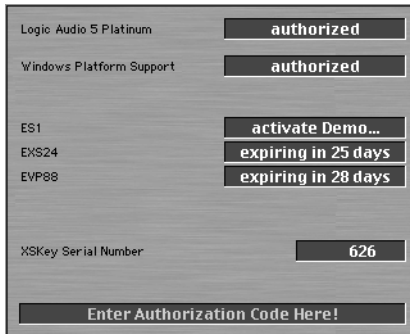 Logic Audio 5 Platinum authorized
Windows Platform Support authorized
ES1 activate Demo...
EXS24 expiring in 25 days
EVP88 expiring in 28 days
XSKey Serial Number 626
Enter Authorization Code Here!